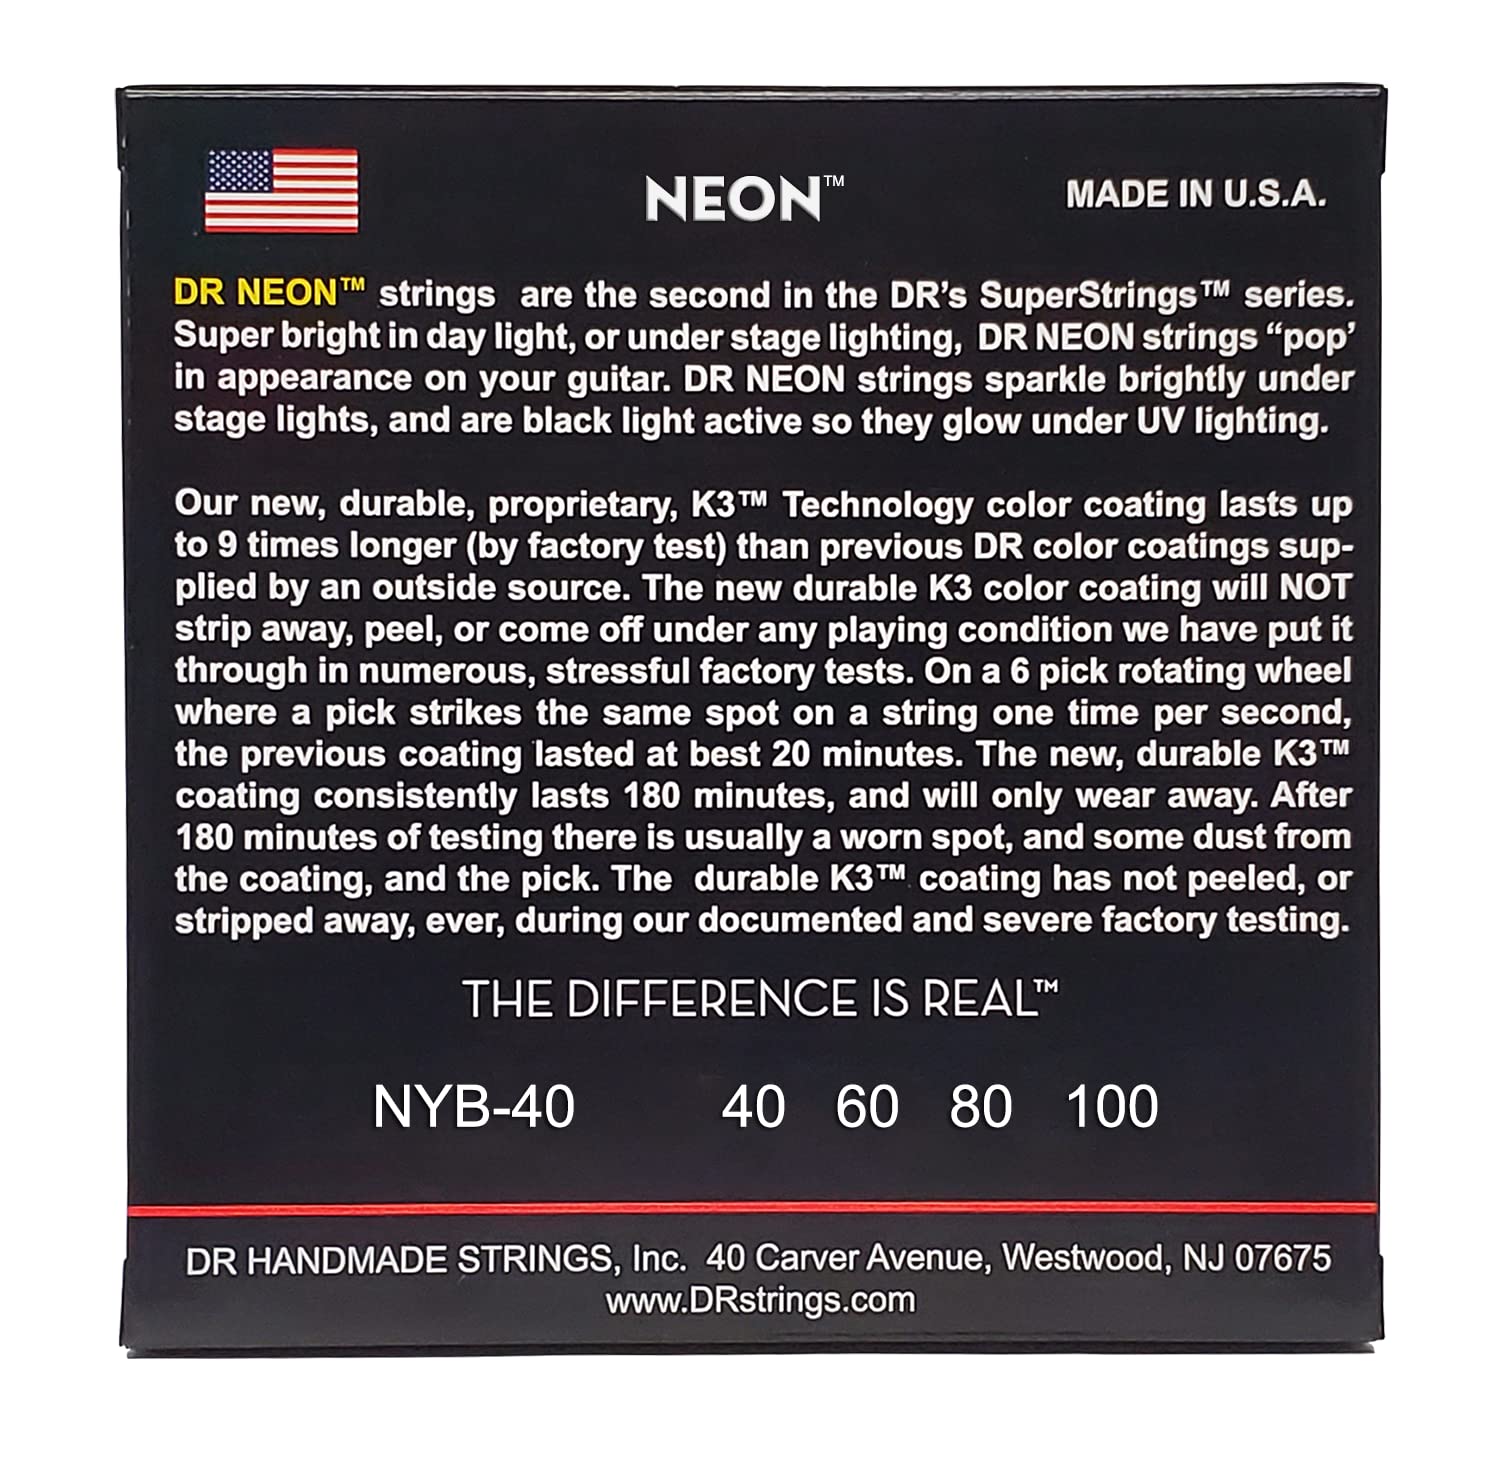 NEON™
MADE IN U.S.A.
DR NEON™ strings are the second in the DR's SuperStrings™ series.
Super bright in day light, or under stage lighting, DR NEON strings “pop’
in appearance on your guitar. DR NEON strings sparkle brightly under
stage lights, and are black light active so they glow under UV lighting.
Our new, durable, proprietary, K3™ Technology color coating lasts up
to 9 times longer (by factory test) than previous DR color coatings sup-
plied by an outside source. The new durable K3 color coating will NOT
strip away, peel, or come off under any playing condition we have put it
through in numerous, stressful factory tests. On a 6 pick rotating wheel
where a pick strikes the same spot on a string one time per second,
the previous coating lasted at best 20 minutes. The new, durable K3™
coating consistently lasts 180 minutes, and will only wear away. After
180 minutes of testing there is usually a worn spot, and some dust from
the coating, and the pick. The durable K3™ coating has not peeled, or
stripped away, ever, during our documented and severe factory testing.
THE DIFFERENCE IS REAL™
NYB-40 40 60 80 100
DR HANDMADE STRINGS, Inc. 40 Carver Avenue, Westwood, NJ 07675
www.DRstrings.com